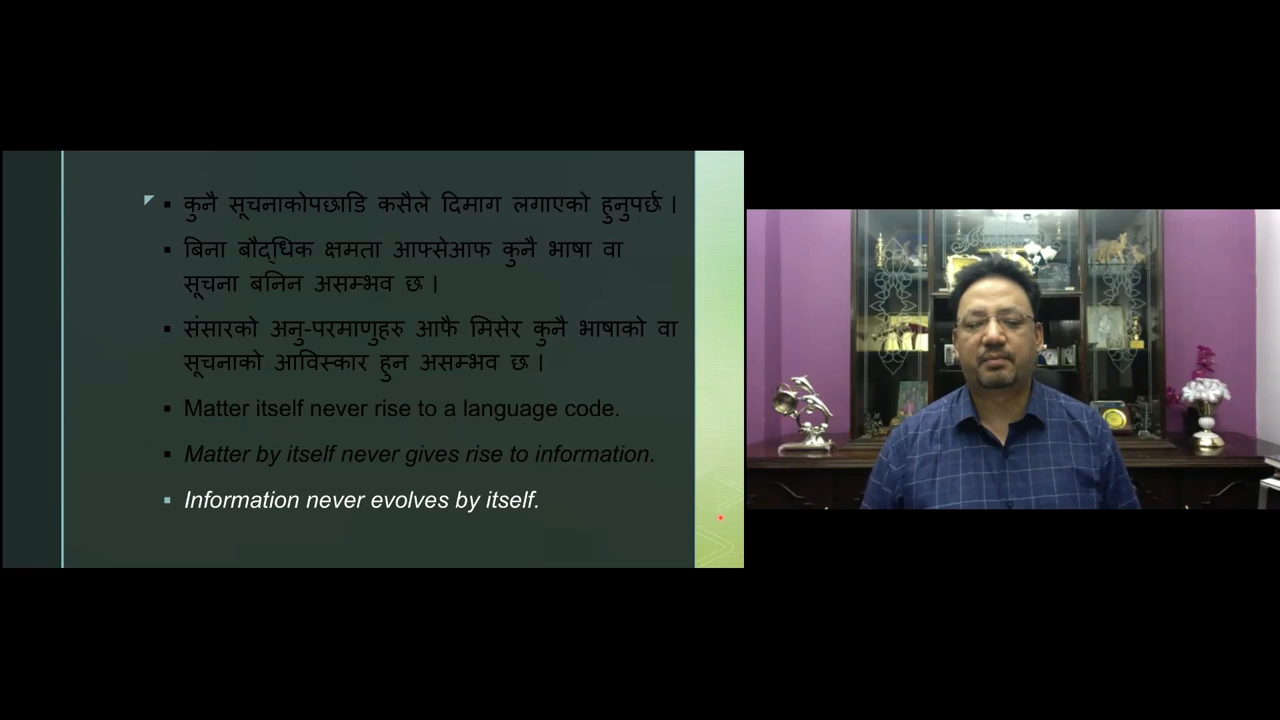 कुनै सूचनाकोपछाडि कसैले दिमाग लगाएको हुनुपर्छ ।
बिना बौद्धिक क्षमता आफ्सेआफ कुनै भाषा वा
सूचना बनिन असम्भव छ ।
संसारको अनु-परमाणुहरु आफै मिसेर कुनै भाषाको वा
सूचनाको आविस्कार हुन असम्भव छ ।
Matter itself never rise to a language code.
Matter by itself never gives rise to information.
Information never evolves by itself.